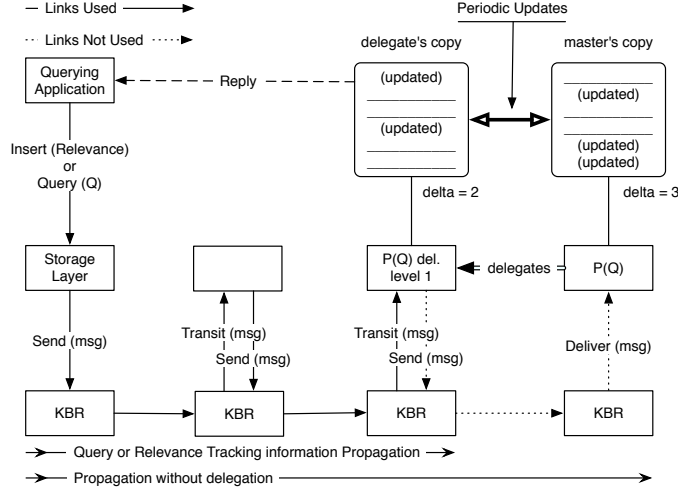 Links Used
Periodic Updates
Links Not Used
delegate's copy
master's copy
Querying
Application
Reply
(updated)
(updated)
(updated)
(updated)
(updated)
Insert (Relevance)
or
Query (Q)
delta = 2
delta = 3
Storage
Layer
P(Q) del.
level 1
delegates
P(Q)
Send (msg)
Transit (msg)
Send (msg)
Transit (msg)
Send (msg)
Deliver (msg)
KBR
KBR
KBR
KBR
Query or Relevance Tracking information Propagation
Propagation without delegation